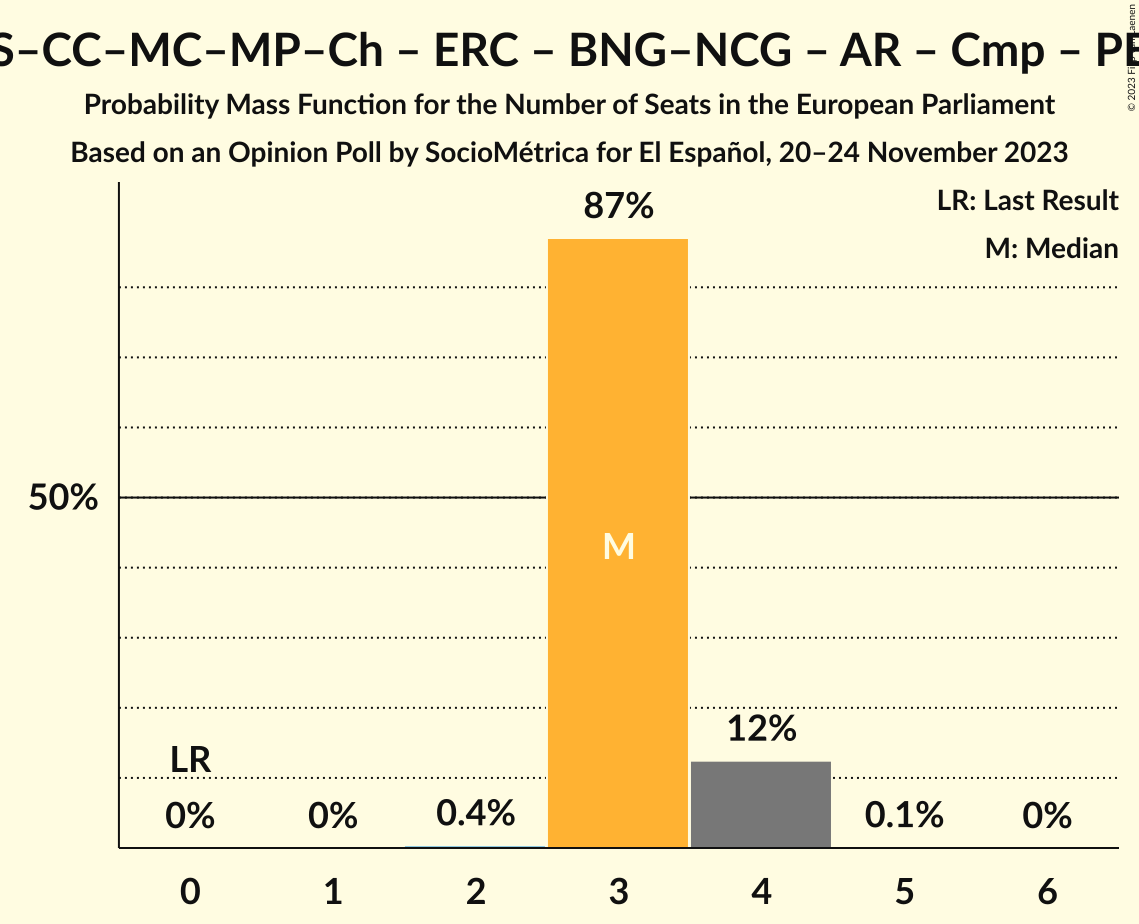 S–CC–MC–MP–Ch – ERC – BNG–NCG – AR – Cmp –
Probability Mass Function for the Number of Seats in the European Parliament
Based on an Opinion Poll by SocioMétrica for El Español, 20–24 November 2023
LR: Last Result
M: Median
87%
50%
M
12%
LR
0% 0% 0.4% 0.1% 0%
0 1 2 3 4 5 6
© 2023